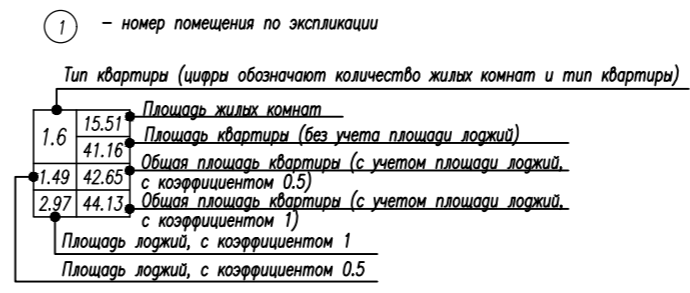 1 – номер помещения по экспликации
Тип квартиры (цифры обозначают количество жилых комнат и тип квартиры)
1.6 15.51 Площадь жилых комнат
41.16 Площадь квартиры (без учета площади лоджий)
1.49 42.65 Общая площадь квартиры (с учетом площади лоджий,
с коэффициентом 0.5)
2.97 44.13 Общая площадь квартиры (с учетом площади лоджий,
с коэффициентом 1)
Площадь лоджий, с коэффициентом 1
Площадь лоджий, с коэффициентом 0.5